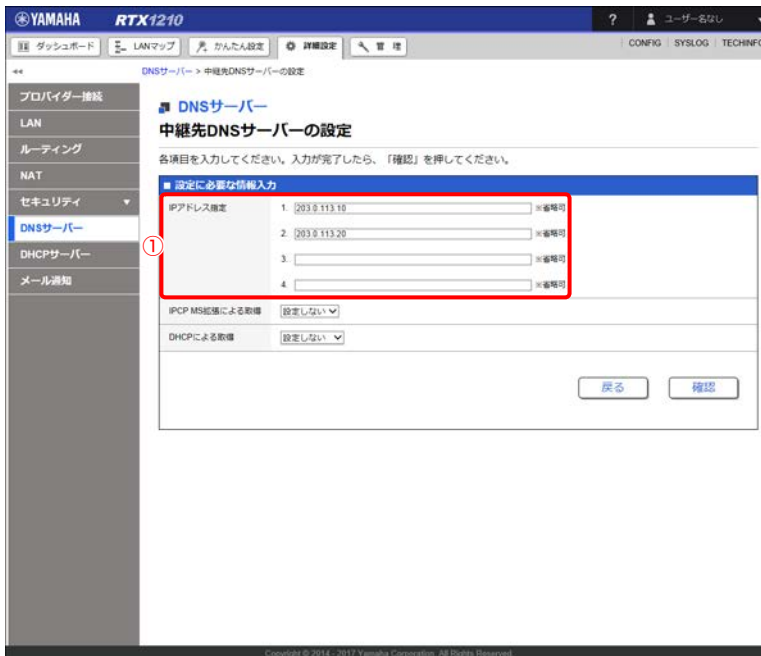 YAMAHA RTX1210 ? ユーザー名なし
ダッシュボード LANマップ かんたん設定 詳細設定 管理 CONFIG SYSLOG TECHINFO
DNSサーバー > 中継先DNSサーバーの設定
プロバイダー接続
LAN
ルーティング
NAT
セキュリティ
DNSサーバー
DHCPサーバー
メール通知
DNSサーバー
中継先DNSサーバーの設定
各項目を入力してください。入力が完了したら、「確認」を押してください。
■ 設定に必要な情報入力
①
IPアドレス指定 1. 203.0.113.10 ※省略可
2. 203.0.113.20 ※省略可
3. ※省略可
4. ※省略可
IPCP MS拡張による取得 設定しない
DHCPによる取得 設定しない
戻る 確認
Copyright © 2014 - 2017 Yamaha Corporation. All Rights Reserved.